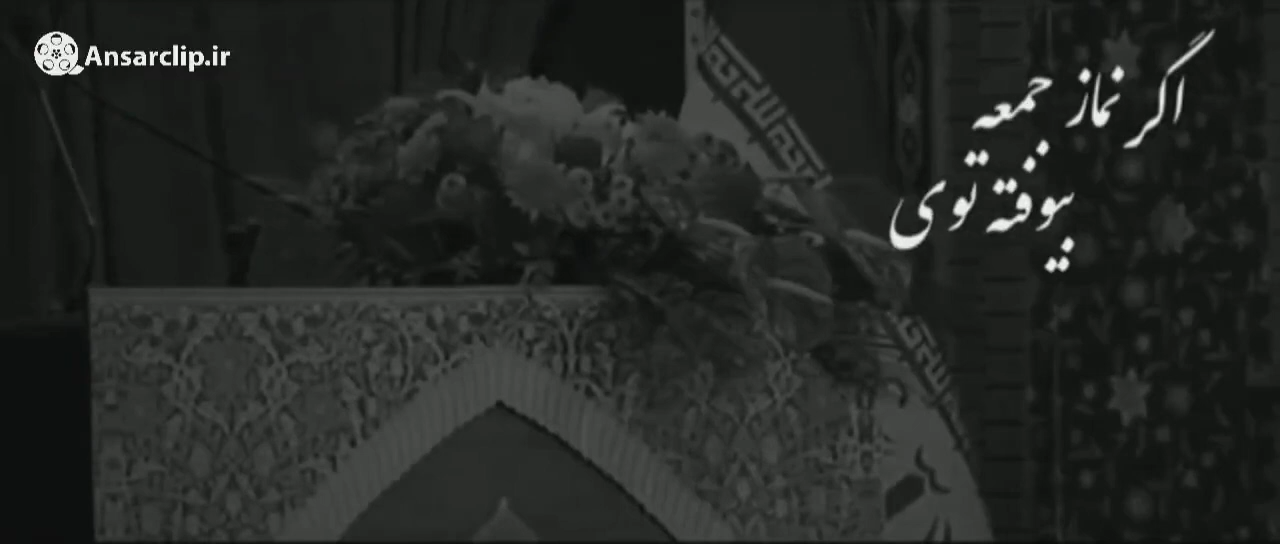 Ansarclip.ir
اگر نماز جمعه
بیوفته توی